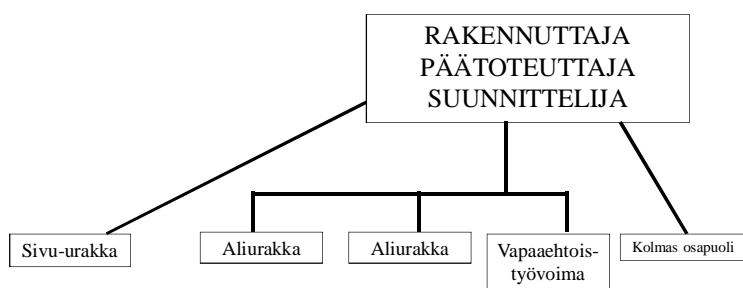 RAKENNUTTAJA
PÄÄTOTEUTTAJA
SUUNNITTELIJA
Sivu-urakka
Aliurakka
Aliurakka
Vapaaehtois-
työvoima
Kolmas osapuoli